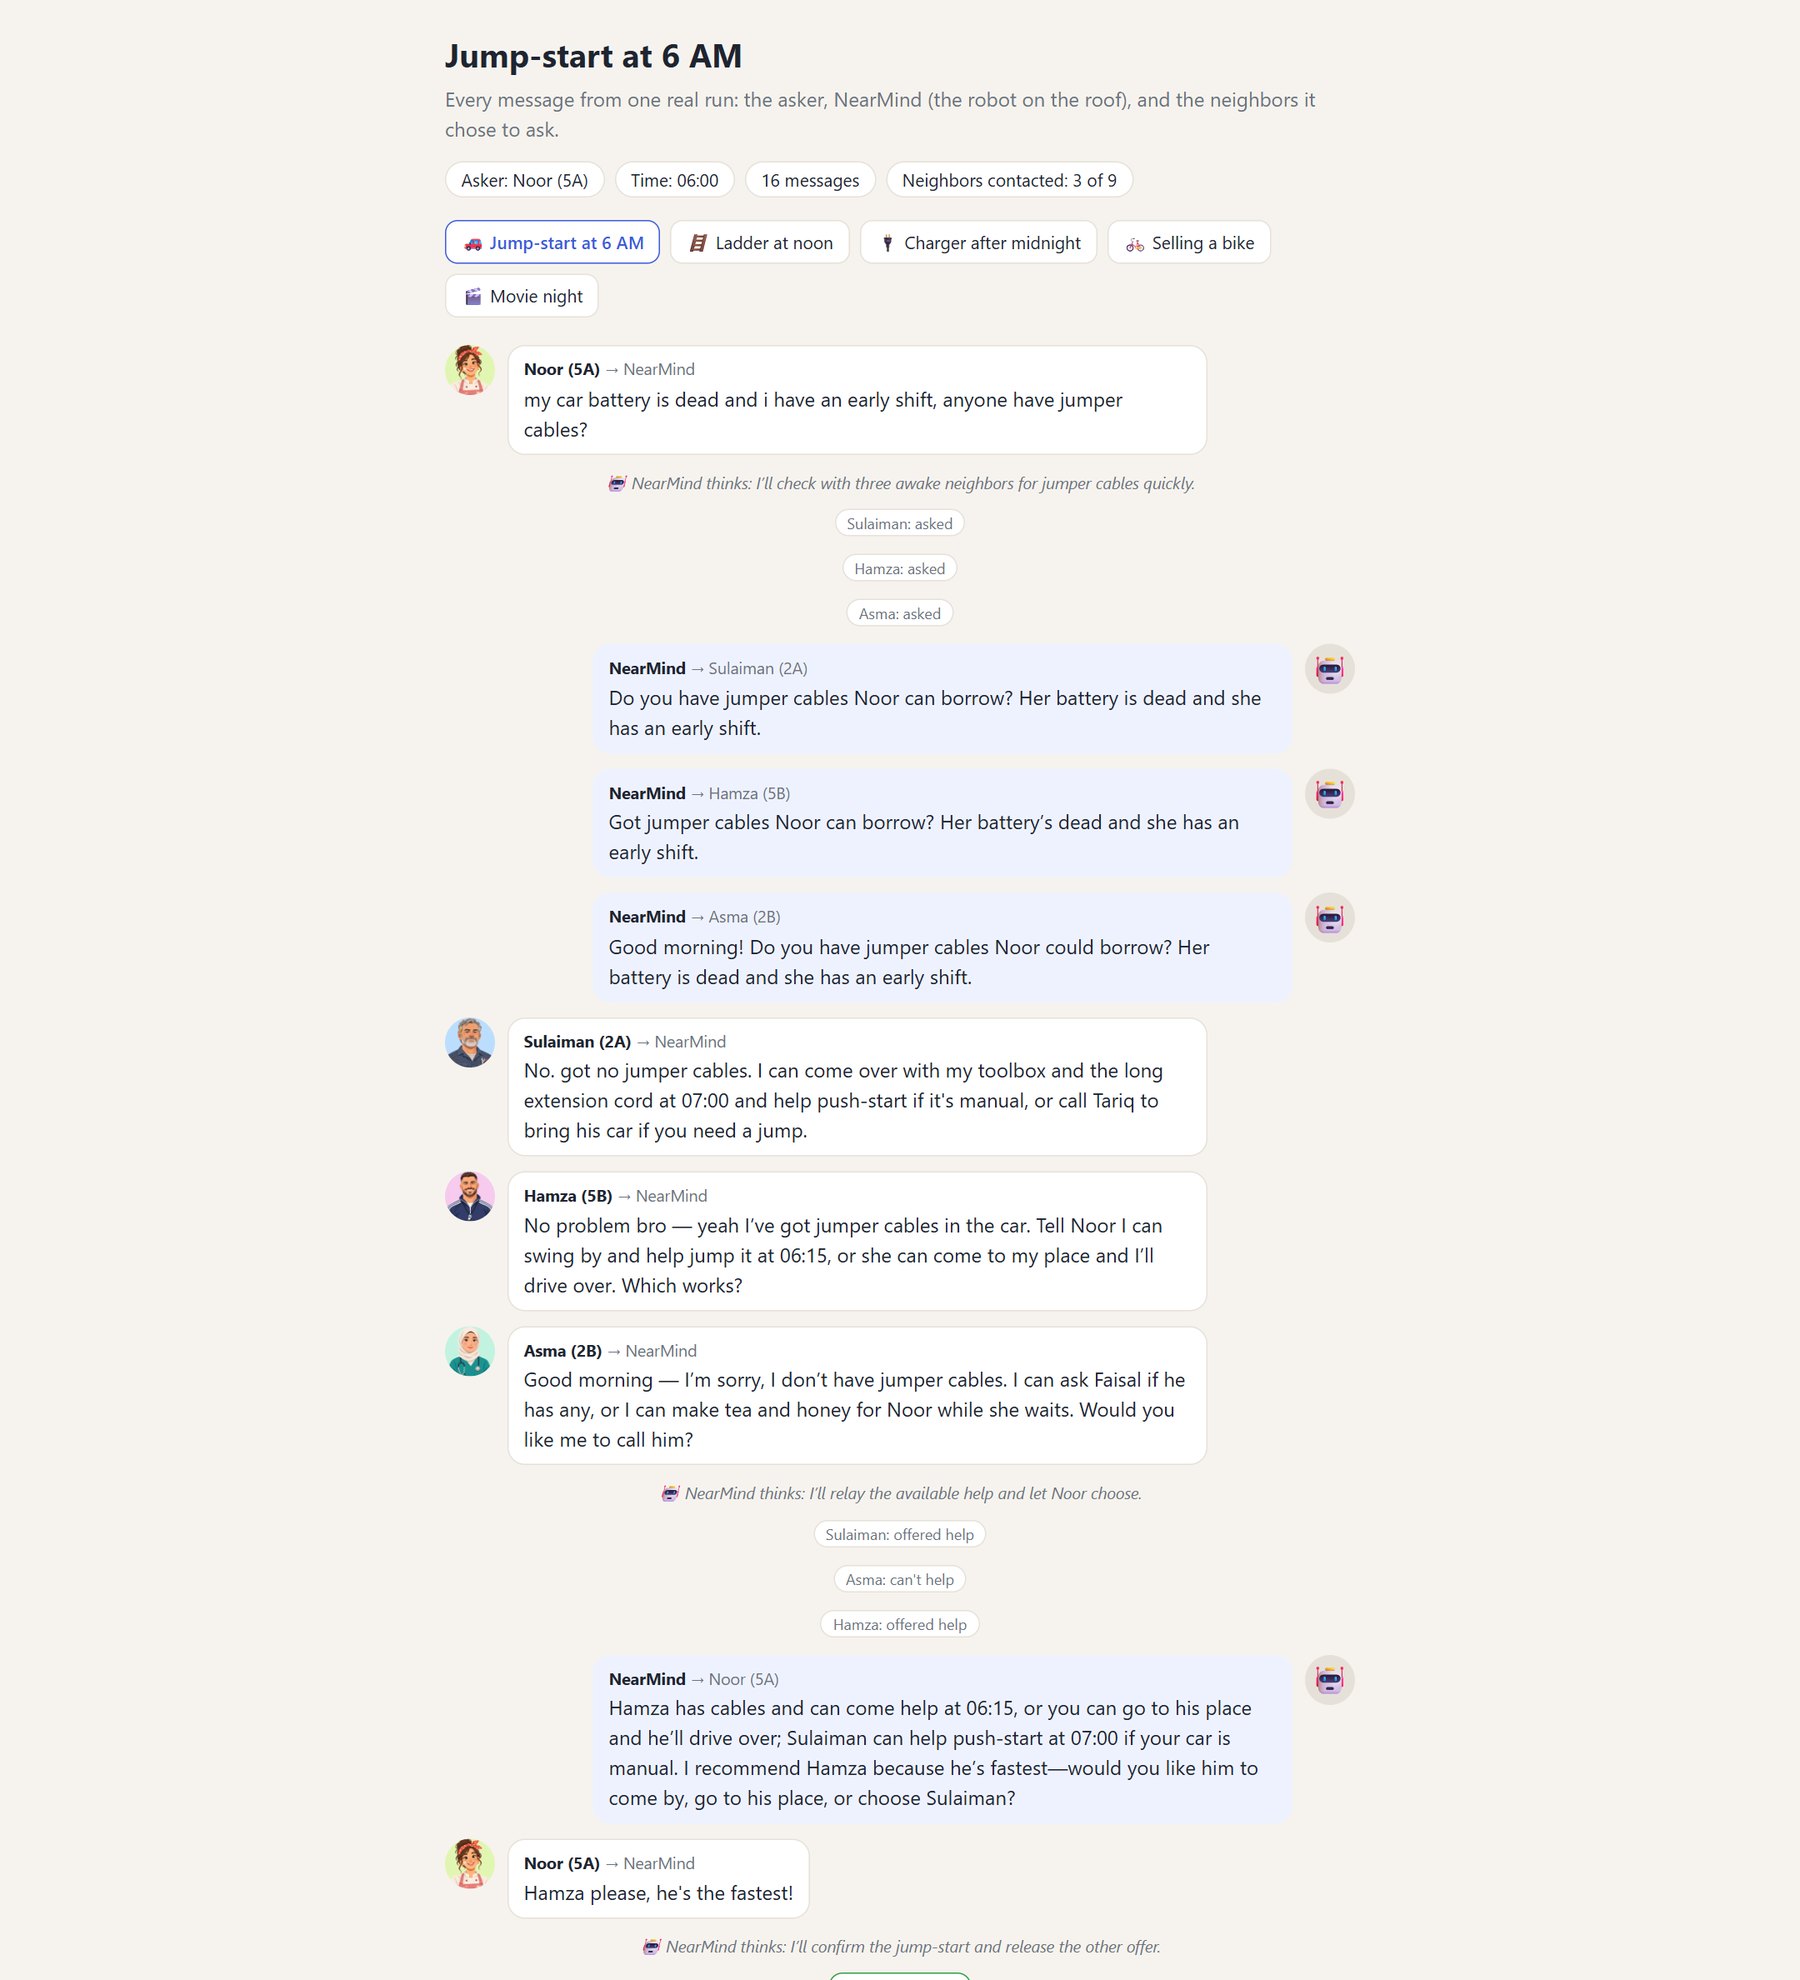 Jump-start at 6 AM
Every message from one real run: the asker, NearMind (the robot on the roof), and the neighbors it
chose to ask.
Asker: Noor (5A) Time: 06:00 16 messages Neighbors contacted: 3 of 9
Jump-start at 6 AM Ladder at noon Charger after midnight Selling a bike
Movie night
Noor (5A) → NearMind
my car battery is dead and i have an early shift, anyone have jumper
cables?
NearMind thinks: I’ll check with three awake neighbors for jumper cables quickly.
Sulaiman: asked
Hamza: asked
Asma: asked
NearMind → Sulaiman (2A)
Do you have jumper cables Noor can borrow? Her battery is dead and she
has an early shift.
NearMind → Hamza (5B)
Got jumper cables Noor can borrow? Her battery’s dead and she has an
early shift.
NearMind → Asma (2B)
Good morning! Do you have jumper cables Noor could borrow? Her
battery is dead and she has an early shift.
Sulaiman (2A) → NearMind
No. got no jumper cables. I can come over with my toolbox and the long
extension cord at 07:00 and help push-start if it's manual, or call Tariq to
bring his car if you need a jump.
Hamza (5B) → NearMind
No problem bro — yeah I’ve got jumper cables in the car. Tell Noor I can
swing by and help jump it at 06:15, or she can come to my place and I’ll
drive over. Which works?
Asma (2B) → NearMind
Good morning — I’m sorry, I don’t have jumper cables. I can ask Faisal if he
has any, or I can make tea and honey for Noor while she waits. Would you
like me to call him?
NearMind thinks: I’ll relay the available help and let Noor choose.
Sulaiman: offered help
Asma: can't help
Hamza: offered help
NearMind → Noor (5A)
Hamza has cables and can come help at 06:15, or you can go to his place
and he’ll drive over; Sulaiman can help push-start at 07:00 if your car is
manual. I recommend Hamza because he’s fastest—would you like him to
come by, go to his place, or choose Sulaiman?
Noor (5A) → NearMind
Hamza please, he's the fastest!
NearMind thinks: I’ll confirm the jump-start and release the other offer.